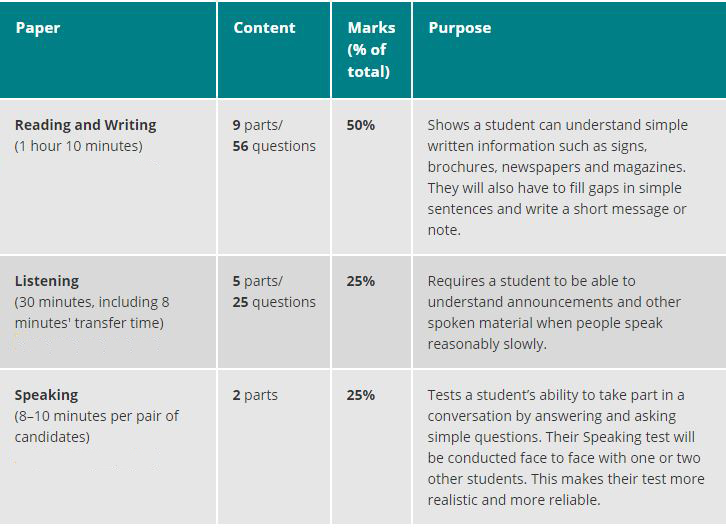 Paper
Content
Marks
(% of
total)
Purpose
Reading and Writing
(1 hour 10 minutes)
9 parts/
56 questions
50%
Shows a student can understand simple
written information such as signs,
brochures, newspapers and magazines.
They will also have to fill gaps in simple
sentences and write a short message or
note.
Listening
(30 minutes, including 8
minutes' transfer time)
5 parts/
25 questions
25%
Requires a student to be able to
understand announcements and other
spoken material when people speak
reasonably slowly.
Speaking
(8–10 minutes per pair of
candidates)
2 parts
25%
Tests a student’s ability to take part in a
conversation by answering and asking
simple questions. Their Speaking test will
be conducted face to face with one or two
other students. This makes their test more
realistic and more reliable.